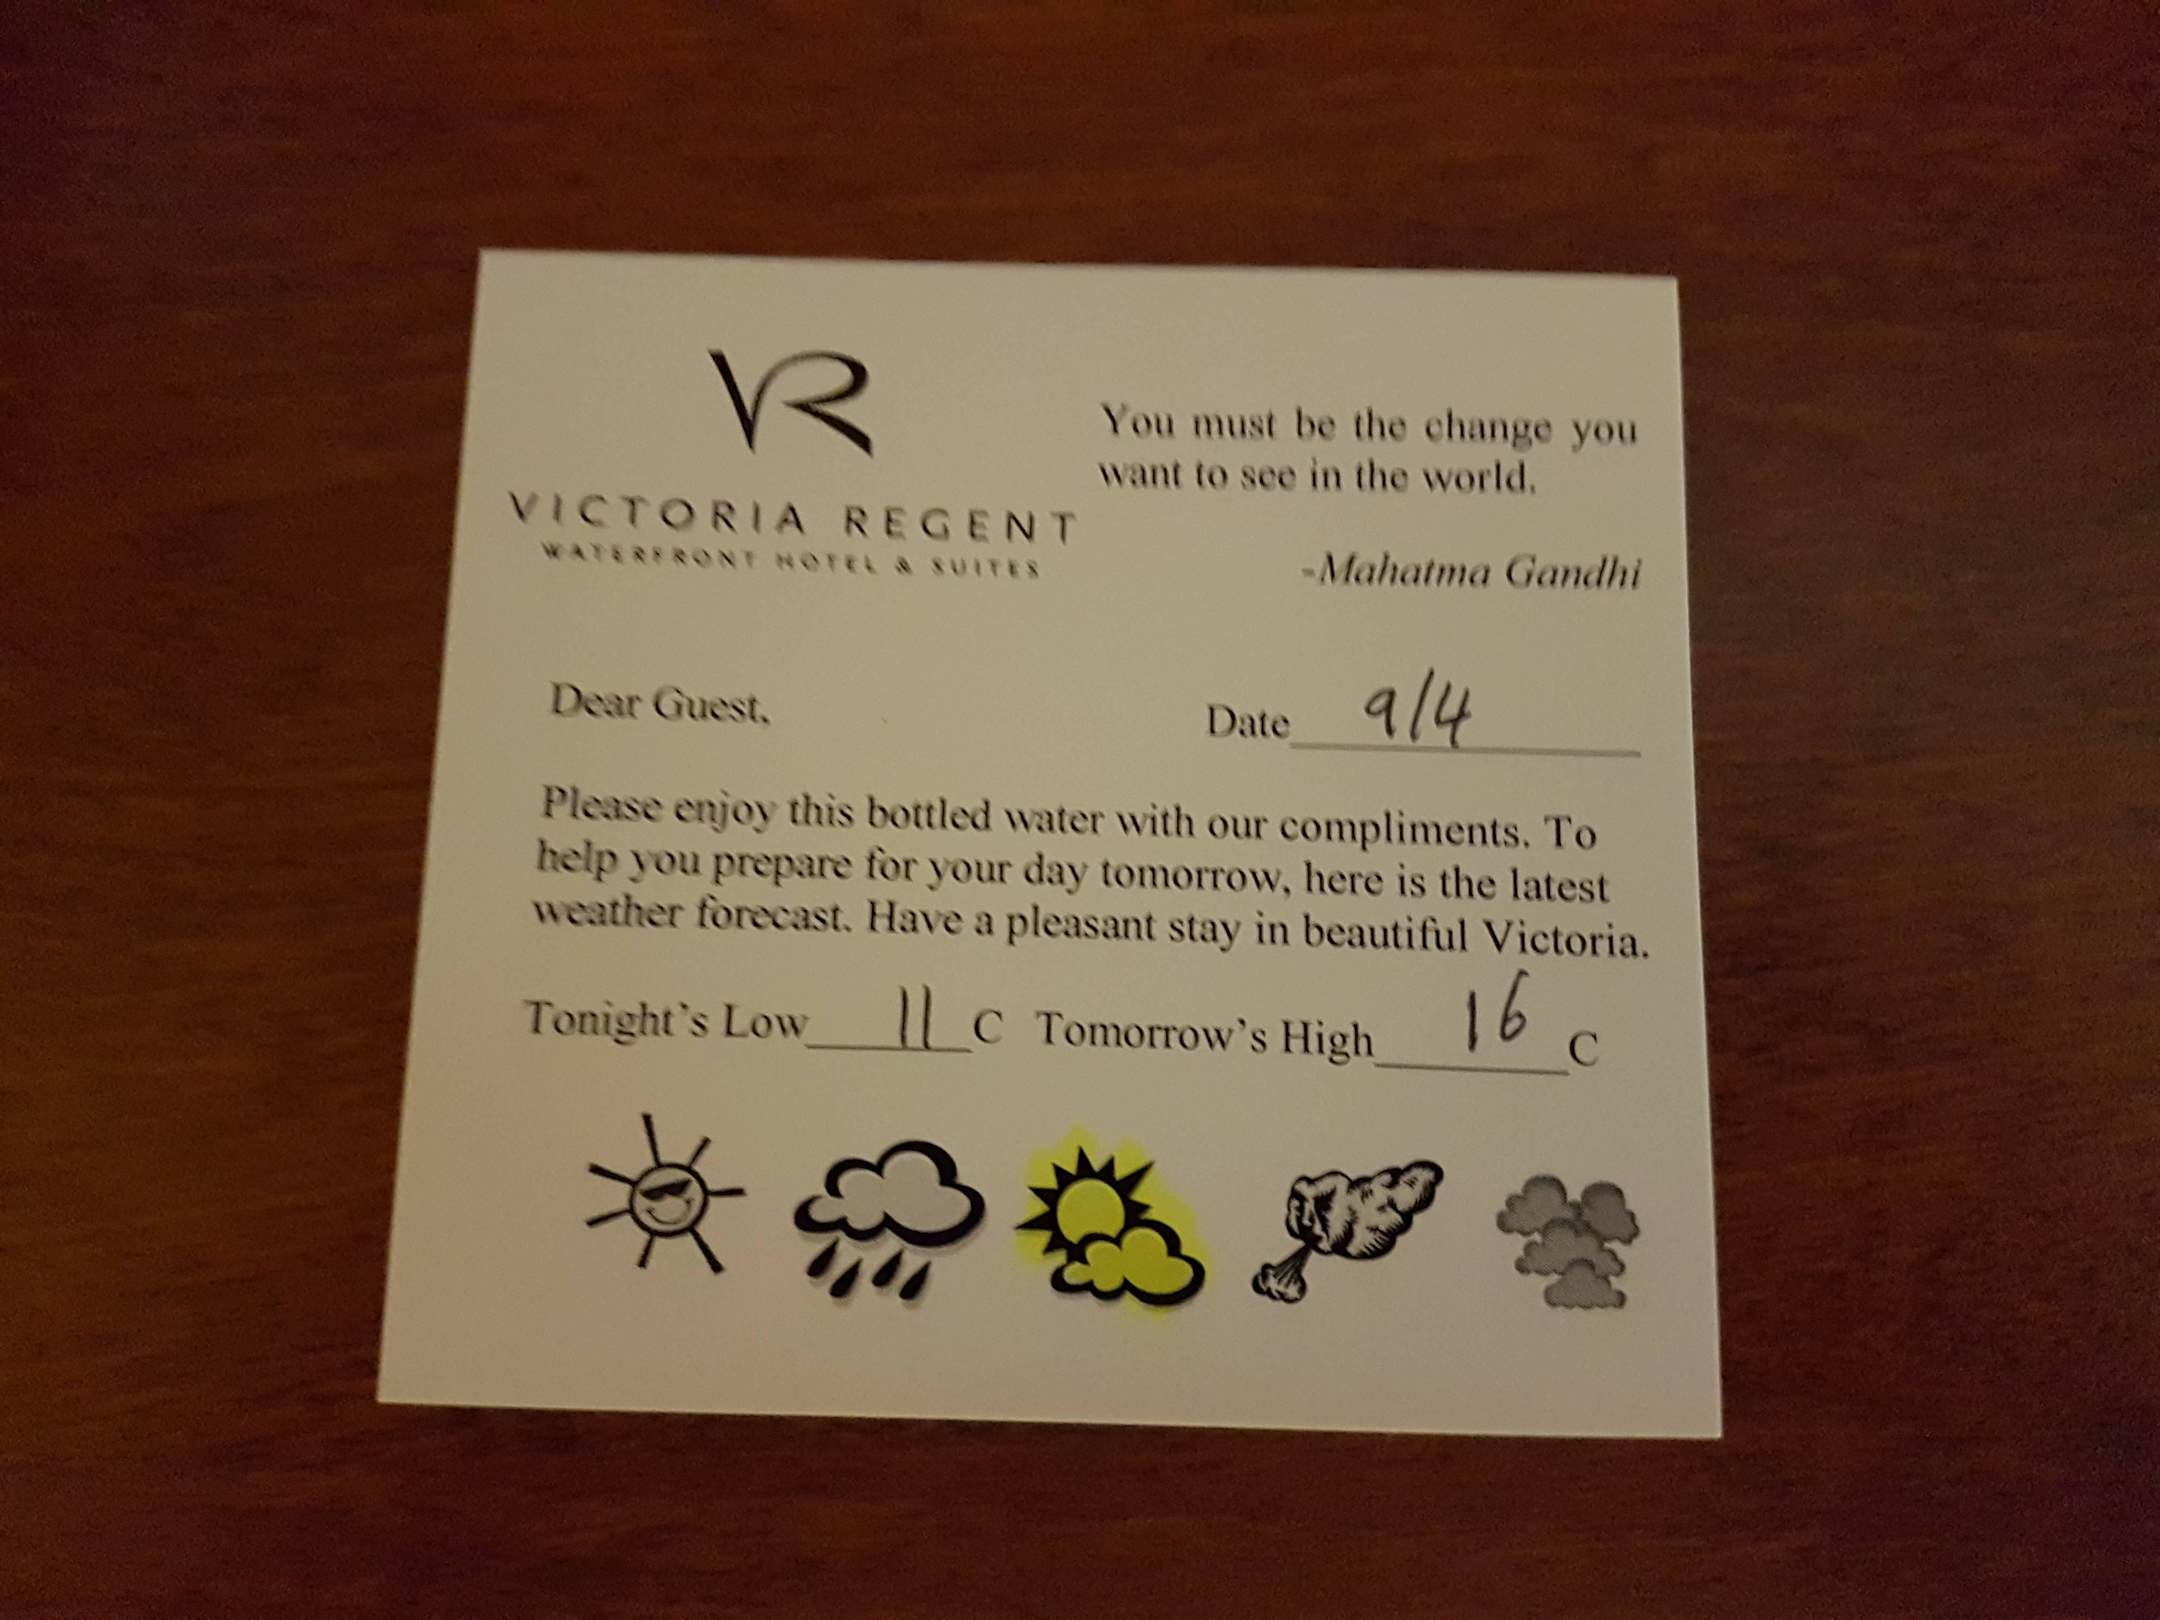 VR
VICTORIA REGENT
WATERFRONT HOTEL & SUITES
You must be the change you
want to see in the world.
-Mahatma Gandhi
Dear Guest,
Date 9/4
Please enjoy this bottled water with our compliments. To
help you prepare for your day tomorrow, here is the latest
weather forecast. Have a pleasant stay in beautiful Victoria.
Tonight's Low 11 C Tomorrow's High 16 C